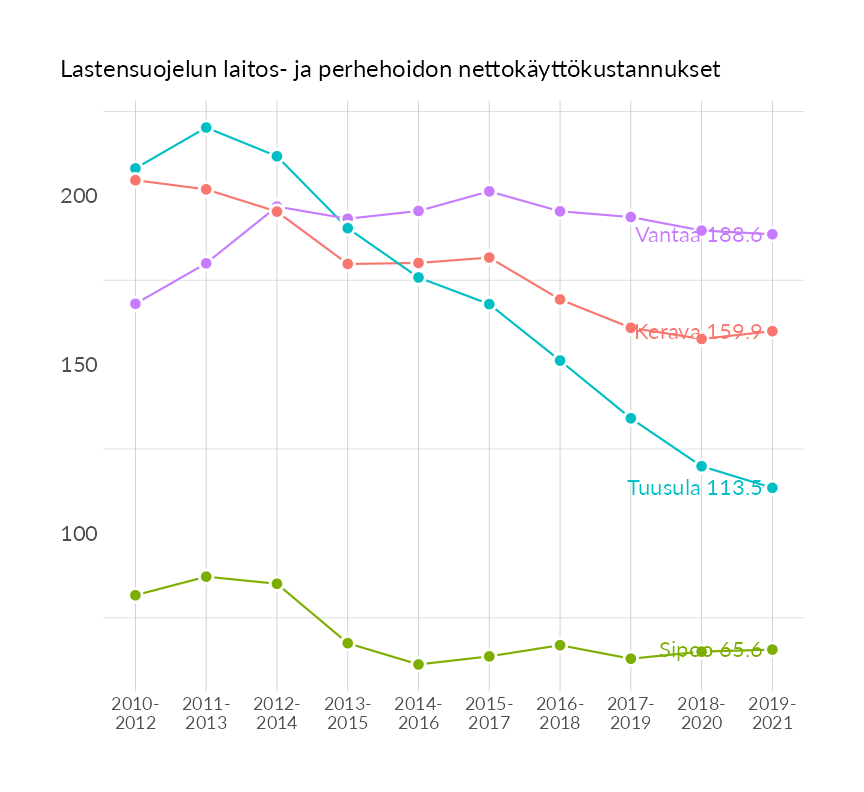 Lastensuojelun laitos- ja perhehoidon nettokäyttökustannukset
200
Vantaa 188.6
Kerava 159.9
150
Tuusula 113.5
100
Sipoo 65.6
2010- 2011- 2012- 2013- 2014- 2015- 2016- 2017- 2018- 2019-
2012 2013 2014 2015 2016 2017 2018 2019 2020 2021